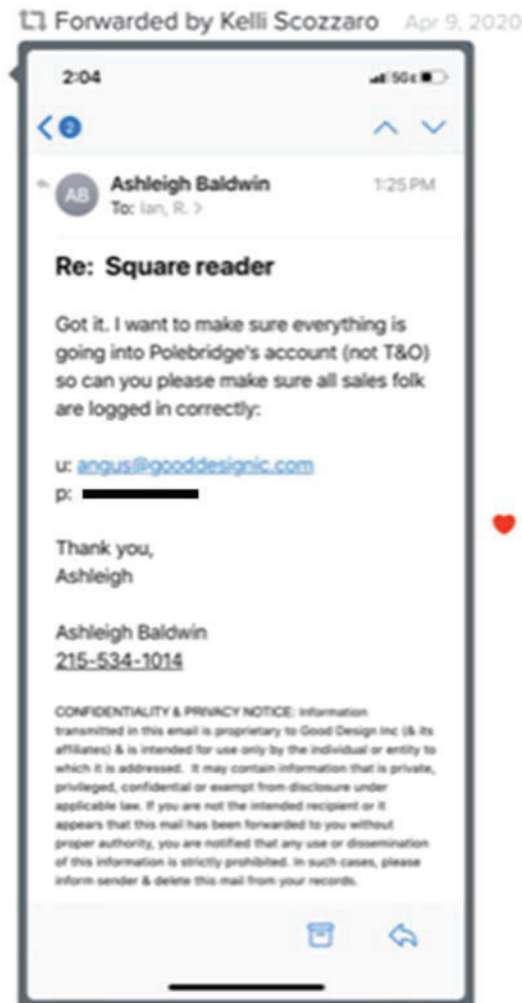 Forwarded by Kelli Scozzaro Apr 9, 2020
2:04 5GE
2
AB Ashleigh Baldwin 1:25 PM
To: Ian, R. >
Re: Square reader
Got it. I want to make sure everything is
going into Polebridge's account (not T&O)
so can you please make sure all sales folk
are logged in correctly:
u: angus@gooddesignic.com
p:
Thank you,
Ashleigh
Ashleigh Baldwin
215-534-1014
CONFIDENTIALITY & PRIVACY NOTICE: Information
transmitted in this email is proprietary to Good Design Inc (& its
affiliates) & is intended for use only by the individual or entity to
which it is addressed. It may contain information that is private,
privileged, confidential or exempt from disclosure under
applicable law. If you are not the intended recipient or it
appears that this mail has been forwarded to you without
proper authority, you are notified that any use or dissemination
of this information is strictly prohibited. In such cases, please
inform sender & delete this mail from your records.